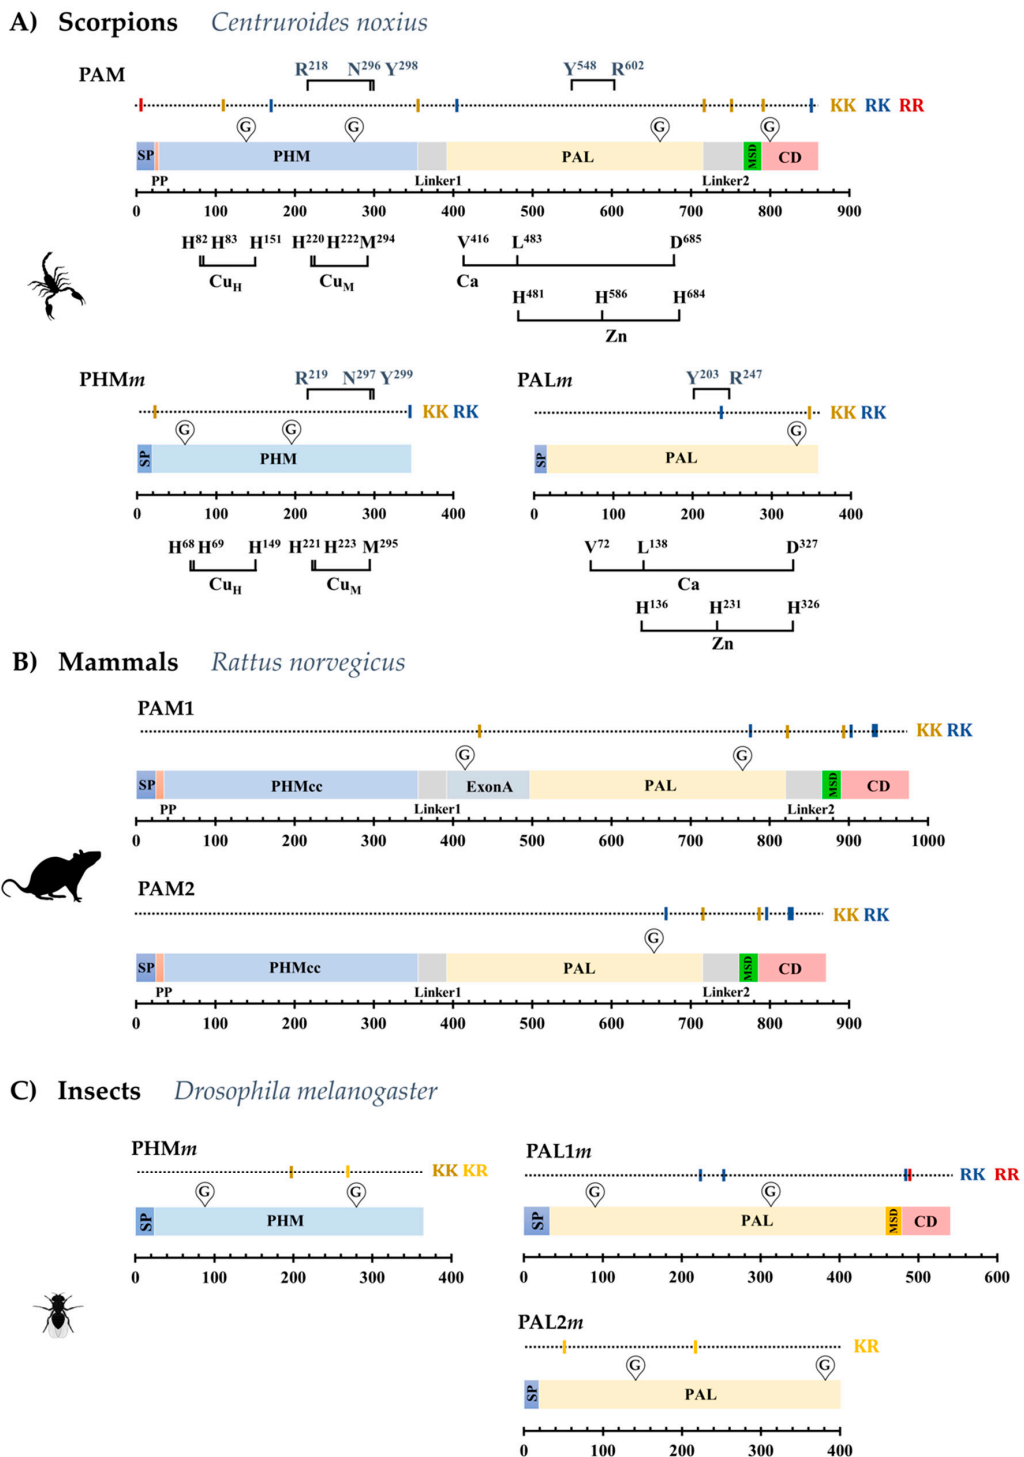 A) Scorpions Centruroides noxius
PAM
R218 N296 Y298 Y548 R602
KK RK RR
G G G G
SP PHM PAL MSD CD
PP Linker1 Linker2
0 100 200 300 400 500 600 700 800 900
H82 H83 H151 H220 H222 M294 V416 L483 D685
CuH CuM Ca
H481 H586 H684
Zn
PHMm R219 N297 Y299 PALm Y203 R247
KK RK KK RK
G G G
SP PHM SP PAL
0 100 200 300 400 0 100 200 300 400
H68 H69 H149 H221 H223 M295 V72 L138 D327
CuH CuM Ca
H136 H231 H326
Zn
B) Mammals Rattus norvegicus
PAM1
KK RK
G G
SP PHMcc ExonA PAL MSD CD
PP Linker1 Linker2
0 100 200 300 400 500 600 700 800 900 1000
PAM2
KK RK
G
SP PHMcc PAL MSD CD
PP Linker1 Linker2
0 100 200 300 400 500 600 700 800 900
C) Insects Drosophila melanogaster
PHMm PAL1m
KK KR RK RR
G G G G
SP PHM SP PAL MSD CD
0 100 200 300 400 0 100 200 300 400 500 600
PAL2m
KR
G G
SP PAL
0 100 200 300 400